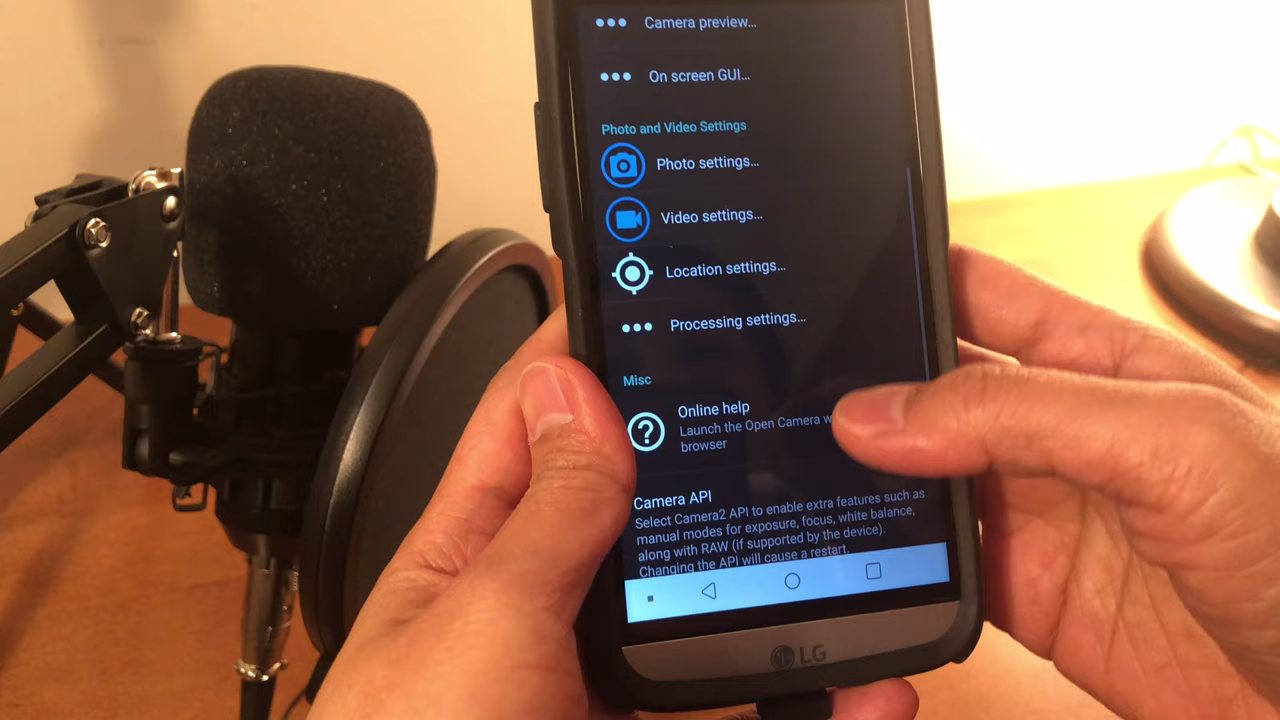 Camera preview...
On screen GUI...
Photo and Video Settings
Photo settings...
Video settings...
Location settings...
Processing settings...
Misc
Online help
Launch the Open Camera
browser
Camera API
Select Camera2 API to enable extra features such as
manual modes for exposure, focus, white balance,
along with RAW (if supported by the device).
Changing the API will cause a restart.
LG